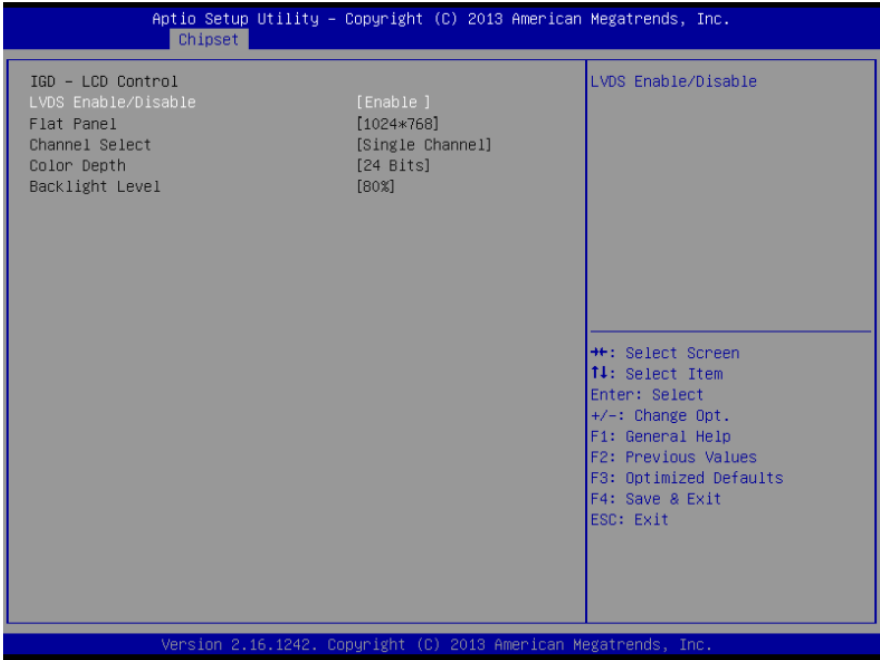 Aptio Setup Utility – Copyright (C) 2013 American Megatrends, Inc.
Chipset
IGD – LCD Control
LVDS Enable/Disable [Enable ]
Flat Panel [1024*768]
Channel Select [Single Channel]
Color Depth [24 Bits]
Backlight Level [80%]
LVDS Enable/Disable
→←: Select Screen
↑↓: Select Item
Enter: Select
+/-: Change Opt.
F1: General Help
F2: Previous Values
F3: Optimized Defaults
F4: Save & Exit
ESC: Exit
Version 2.16.1242. Copyright (C) 2013 American Megatrends, Inc.